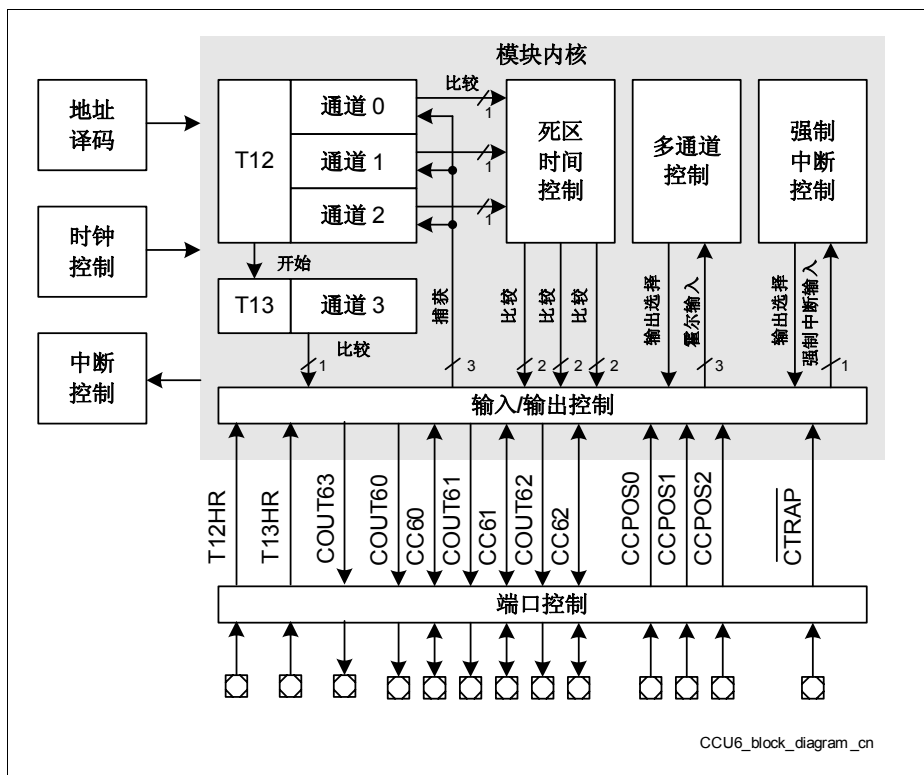 模块内核
地址
译码
时钟
控制
中断
控制
T12
通道 0
通道 1
通道 2
比较
1
1
1
死区
时间
控制
多通道
控制
强制
中断
控制
开始
T13
通道 3
比较
1
捕获
3
比较
2
比较
2
比较
2
输出选择
霍尔输入
3
输出选择
强制中断输入
1
输入/输出控制
T12HR
T13HR
COUT63
COUT60
CC60
COUT61
CC61
COUT62
CC62
CCPOS0
CCPOS1
CCPOS2
CTRAP
端口控制
CCU6_block_diagram_cn